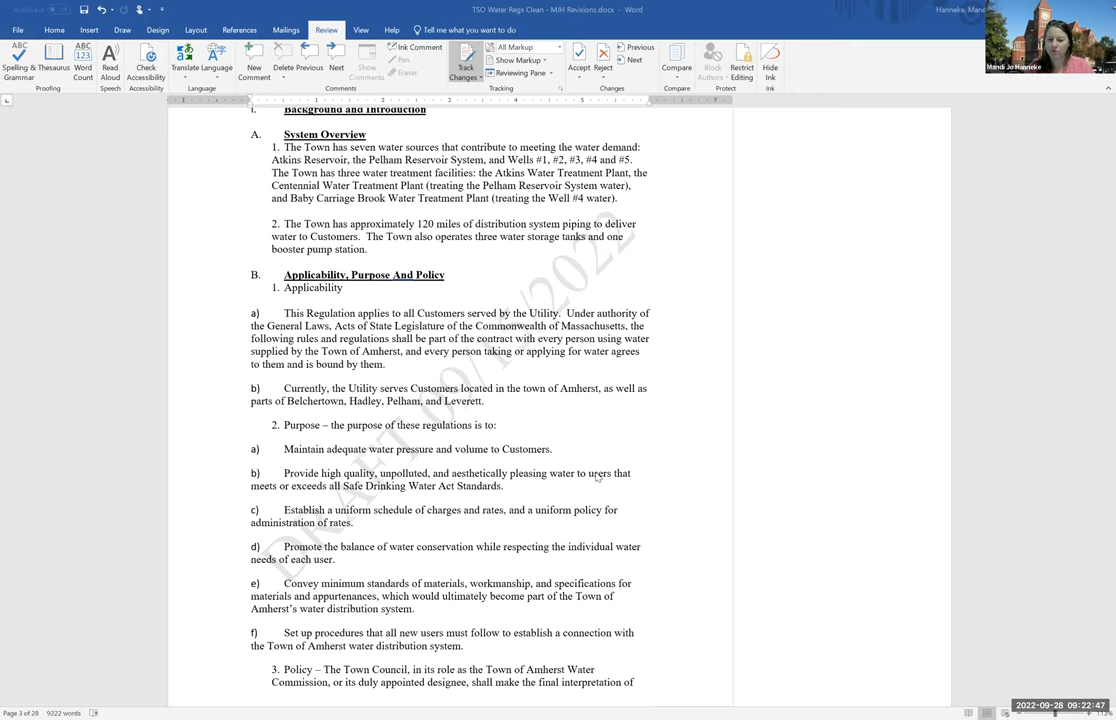 AutoSave
TSO Water Regs Clean - MJH Revisions.docx - Word
Hanneke, Mand
File Home Insert Draw Design Layout References Mailings Review View Help Tell me what you want to do
Spelling & Grammar
Thesaurus
Word Count
Read Aloud
Check Accessibility
Translate
Language
New Comment
Delete
Previous
Next
Show Comments
Ink Comment
Pen
Eraser
Track Changes
All Markup
Show Markup
Reviewing Pane
Accept
Reject
Previous
Next
Compare
Block Authors
Restrict Editing
Hide Ink
Proofing Speech Accessibility Language Comments Tracking Changes Compare Protect Ink
Mandi Jo Hanneke
I. Background and Introduction
A. System Overview
1. The Town has seven water sources that contribute to meeting the water demand:
Atkins Reservoir, the Pelham Reservoir System, and Wells #1, #2, #3, #4 and #5.
The Town has three water treatment facilities: the Atkins Water Treatment Plant, the
Centennial Water Treatment Plant (treating the Pelham Reservoir System water),
and Baby Carriage Brook Water Treatment Plant (treating the Well #4 water).
2. The Town has approximately 120 miles of distribution system piping to deliver
water to Customers. The Town also operates three water storage tanks and one
booster pump station.
B. Applicability, Purpose And Policy
1. Applicability
a) This Regulation applies to all Customers served by the Utility. Under authority of
the General Laws, Acts of State Legislature of the Commonwealth of Massachusetts, the
following rules and regulations shall be part of the contract with every person using water
supplied by the Town of Amherst, and every person taking or applying for water agrees
to them and is bound by them.
b) Currently, the Utility serves Customers located in the town of Amherst, as well as
parts of Belchertown, Hadley, Pelham, and Leverett.
2. Purpose – the purpose of these regulations is to:
a) Maintain adequate water pressure and volume to Customers.
b) Provide high quality, unpolluted, and aesthetically pleasing water to users that
meets or exceeds all Safe Drinking Water Act Standards.
c) Establish a uniform schedule of charges and rates, and a uniform policy for
administration of rates.
d) Promote the balance of water conservation while respecting the individual water
needs of each user.
e) Convey minimum standards of materials, workmanship, and specifications for
materials and appurtenances, which would ultimately become part of the Town of
Amherst's water distribution system.
f) Set up procedures that all new users must follow to establish a connection with
the Town of Amherst water distribution system.
3. Policy – The Town Council, in its role as the Town of Amherst Water
Commission, or its duly appointed designee, shall make the final interpretation of
Page 3 of 28 9222 words
2022-09-28 09:22:47
113%